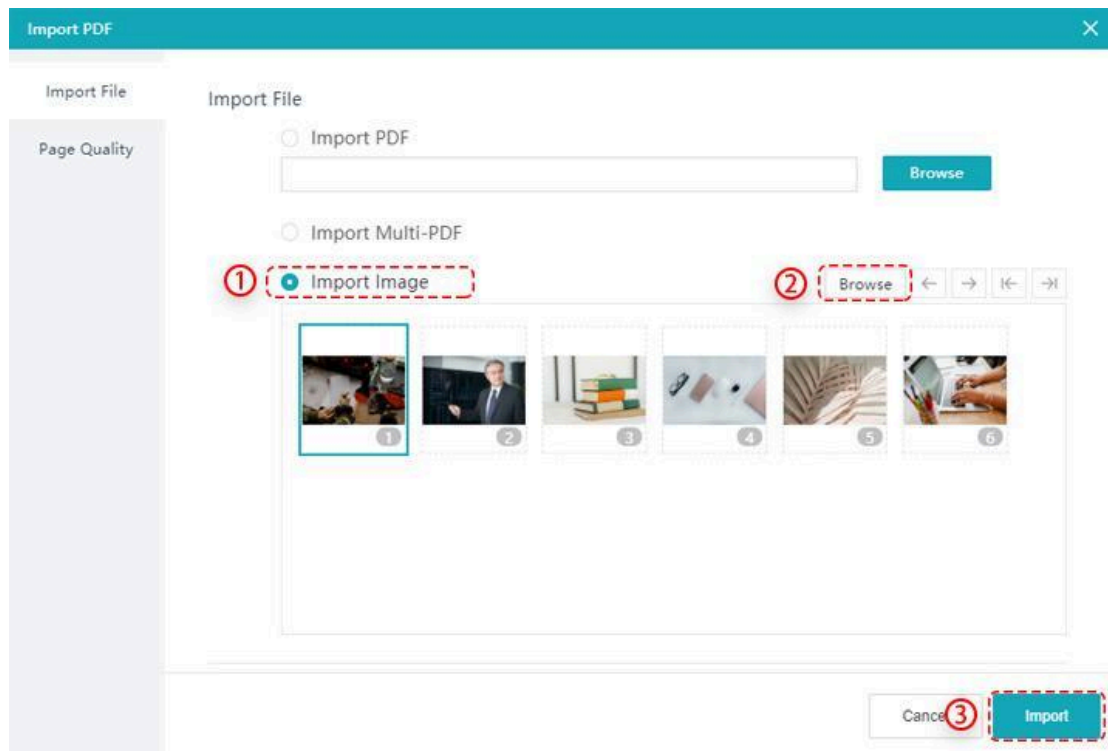 Import PDF
Import File
Page Quality
Import File
Import PDF
Browse
Import Multi-PDF
① Import Image
② Browse
1 2 3 4 5 6
Cance ③ Import